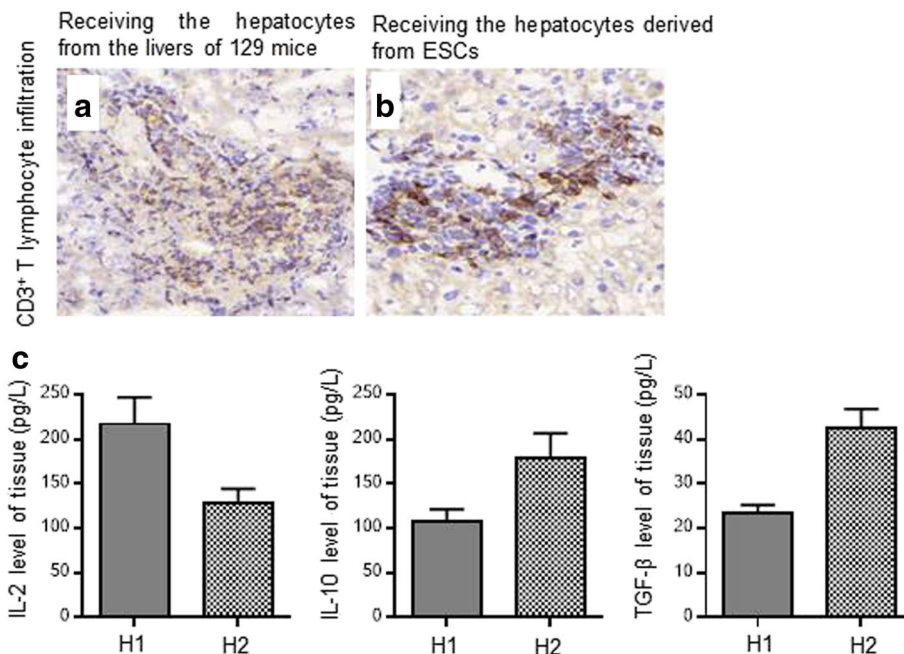 Receiving the hepatocytes
from the livers of 129 mice
Receiving the hepatocytes derived
from ESCs
CD3⁺ T lymphocyte infiltration
a
b
c
IL-2 level of tissue (pg/L)
250
200
150
100
50
0
H1
H2
IL-10 level of tissue (pg/L)
250
200
150
100
50
0
H1
H2
TGF-β level of tissue (pg/L)
50
40
30
20
10
0
H1
H2